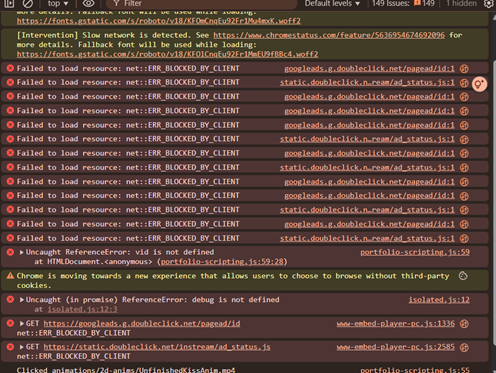 top ▾ Filter Default levels ▾ 149 Issues: 149 1 hidden
more details. Fallback font will be used while loading:
https://fonts.gstatic.com/s/roboto/v18/KFOmCnqEu92Fr1Mu4mxK.woff2
[Intervention] Slow network is detected. See https://www.chromestatus.com/feature/5636954674692096 for
more details. Fallback font will be used while loading:
https://fonts.gstatic.com/s/roboto/v18/KFOlCnqEu92Fr1MmEU9fBBc4.woff2
Failed to load resource: net::ERR_BLOCKED_BY_CLIENT googleads.g.doubleclick.net/pagead/id:1
Failed to load resource: net::ERR_BLOCKED_BY_CLIENT static.doubleclick.n…ream/ad_status.js:1
Failed to load resource: net::ERR_BLOCKED_BY_CLIENT googleads.g.doubleclick.net/pagead/id:1
Failed to load resource: net::ERR_BLOCKED_BY_CLIENT googleads.g.doubleclick.net/pagead/id:1
Failed to load resource: net::ERR_BLOCKED_BY_CLIENT static.doubleclick.n…ream/ad_status.js:1
Failed to load resource: net::ERR_BLOCKED_BY_CLIENT static.doubleclick.n…ream/ad_status.js:1
Failed to load resource: net::ERR_BLOCKED_BY_CLIENT googleads.g.doubleclick.net/pagead/id:1
Failed to load resource: net::ERR_BLOCKED_BY_CLIENT static.doubleclick.n…ream/ad_status.js:1
Failed to load resource: net::ERR_BLOCKED_BY_CLIENT googleads.g.doubleclick.net/pagead/id:1
Failed to load resource: net::ERR_BLOCKED_BY_CLIENT googleads.g.doubleclick.net/pagead/id:1
Failed to load resource: net::ERR_BLOCKED_BY_CLIENT static.doubleclick.n…ream/ad_status.js:1
Failed to load resource: net::ERR_BLOCKED_BY_CLIENT googleads.g.doubleclick.net/pagead/id:1
Failed to load resource: net::ERR_BLOCKED_BY_CLIENT static.doubleclick.n…ream/ad_status.js:1
▸Uncaught ReferenceError: vid is not defined portfolio-scripting.js:59
at HTMLDocument.<anonymous> (portfolio-scripting.js:59:28)
Chrome is moving towards a new experience that allows users to choose to browse without third-party
cookies.
▸Uncaught (in promise) ReferenceError: debug is not defined isolated.js:12
at isolated.js:12:3
▸GET https://googleads.g.doubleclick.net/pagead/id www-embed-player-pc.js:1336
net::ERR_BLOCKED_BY_CLIENT
▸GET https://static.doubleclick.net/instream/ad_status.js www-embed-player-pc.js:2585
net::ERR_BLOCKED_BY_CLIENT
Clicked animations/2d-anims/UnfinishedKissAnim.mp4 portfolio-scripting.js:55